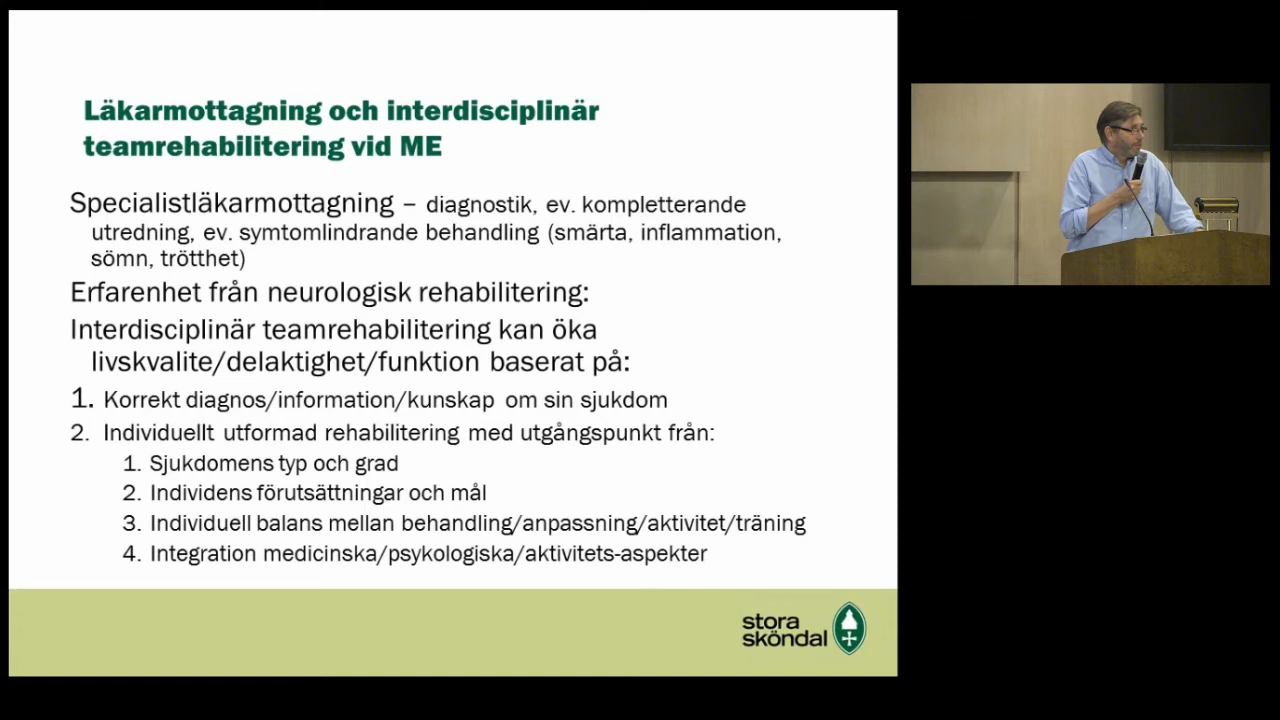 Läkarmottagning och interdisciplinär
teamrehabilitering vid ME
Specialistläkarmottagning – diagnostik, ev. kompletterande
utredning, ev. symtomlindrande behandling (smärta, inflammation,
sömn, trötthet)
Erfarenhet från neurologisk rehabilitering:
Interdisciplinär teamrehabilitering kan öka
livskvalite/delaktighet/funktion baserat på:
1. Korrekt diagnos/information/kunskap om sin sjukdom
2. Individuellt utformad rehabilitering med utgångspunkt från:
1. Sjukdomens typ och grad
2. Individens förutsättningar och mål
3. Individuell balans mellan behandling/anpassning/aktivitet/träning
4. Integration medicinska/psykologiska/aktivitets-aspekter
stora
sköndal